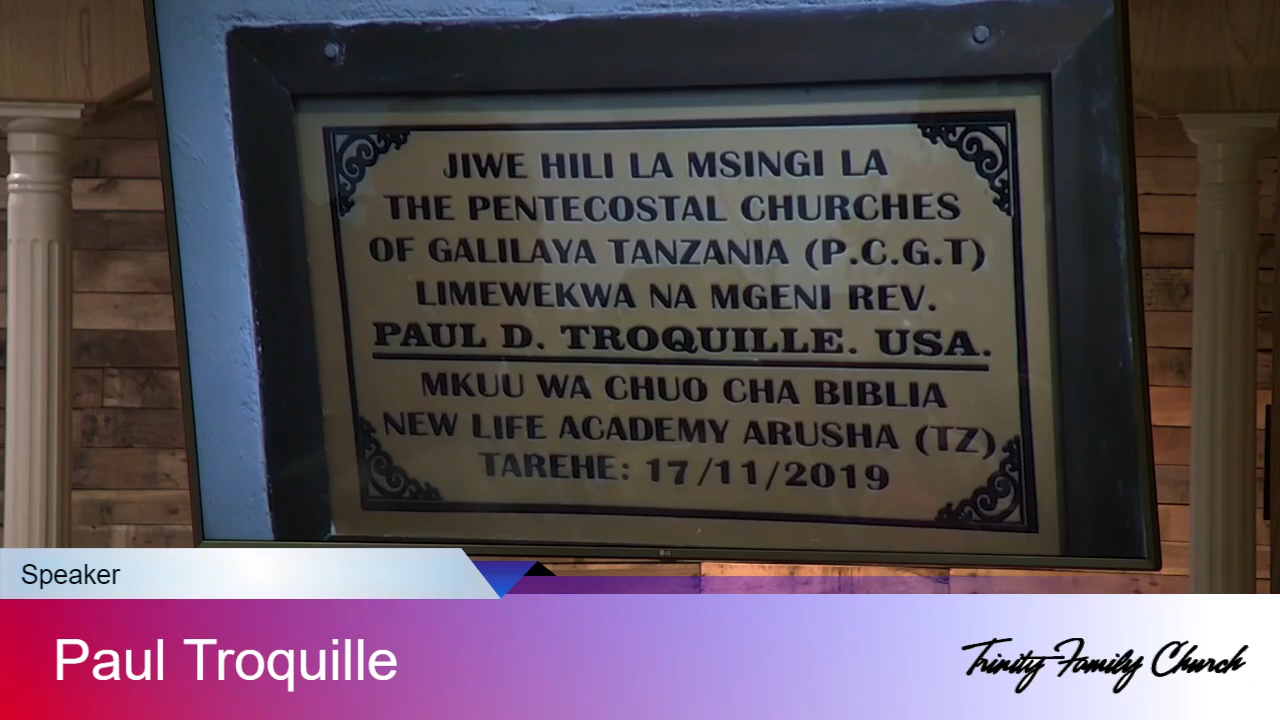 JIWE HILI LA MSINGI LA
THE PENTECOSTAL CHURCHES
OF GALILAYA TANZANIA (P.C.G.T)
LIMEWEKWA NA MGENI REV.
PAUL D. TROQUILLE. USA.
MKUU WA CHUO CHA BIBLIA
NEW LIFE ACADEMY ARUSHA (TZ)
TAREHE: 17/11/2019
LG
Speaker
Paul Troquille
Trinity Family Church